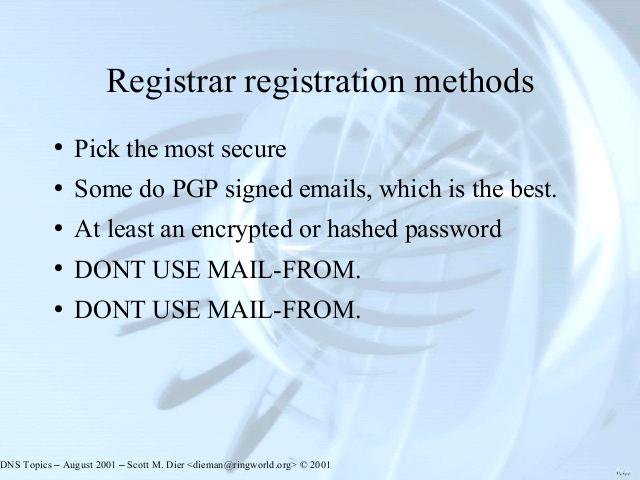 Registrar registration methods
• Pick the most secure
• Some do PGP signed emails, which is the best.
• At least an encrypted or hashed password
• DONT USE MAIL-FROM.
• DONT USE MAIL-FROM.
DNS Topics – August 2001 – Scott M. Dier <dieman@ringworld.org> © 2001